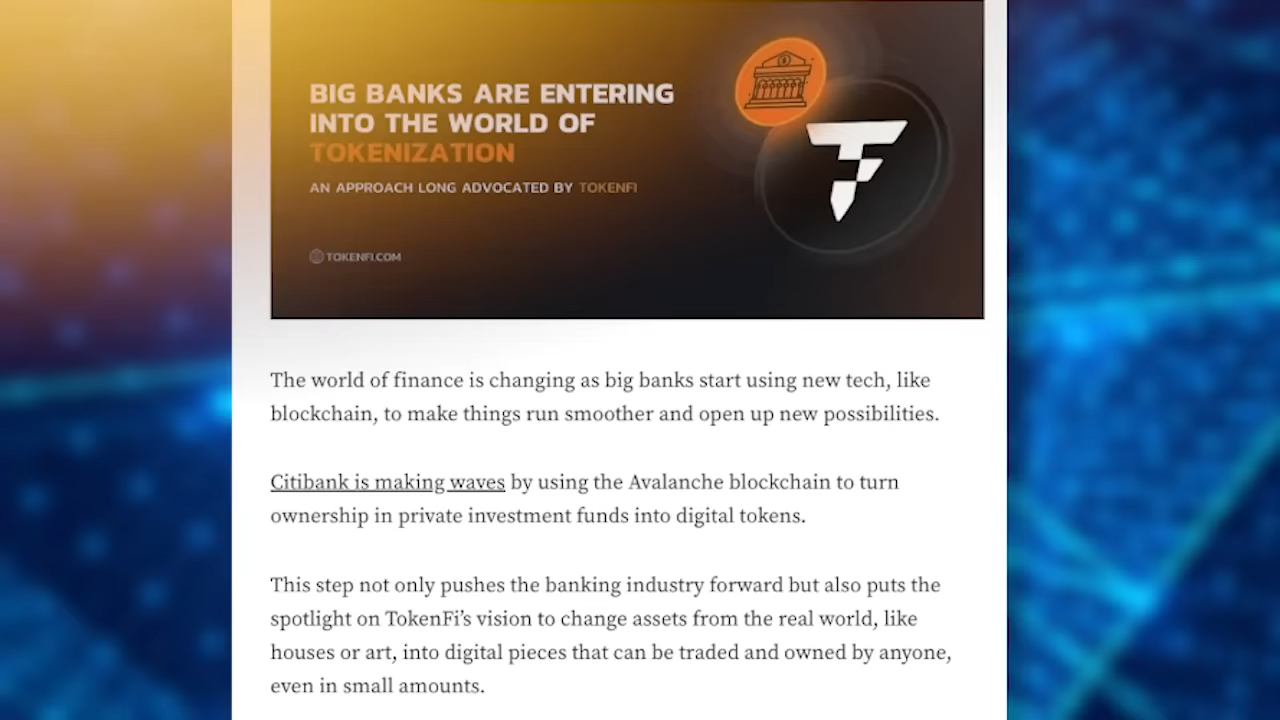 BIG BANKS ARE ENTERING
INTO THE WORLD OF
TOKENIZATION
AN APPROACH LONG ADVOCATED BY TOKENFI
TOKENFI.COM
The world of finance is changing as big banks start using new tech, like
blockchain, to make things run smoother and open up new possibilities.
Citibank is making waves by using the Avalanche blockchain to turn
ownership in private investment funds into digital tokens.
This step not only pushes the banking industry forward but also puts the
spotlight on TokenFi’s vision to change assets from the real world, like
houses or art, into digital pieces that can be traded and owned by anyone,
even in small amounts.